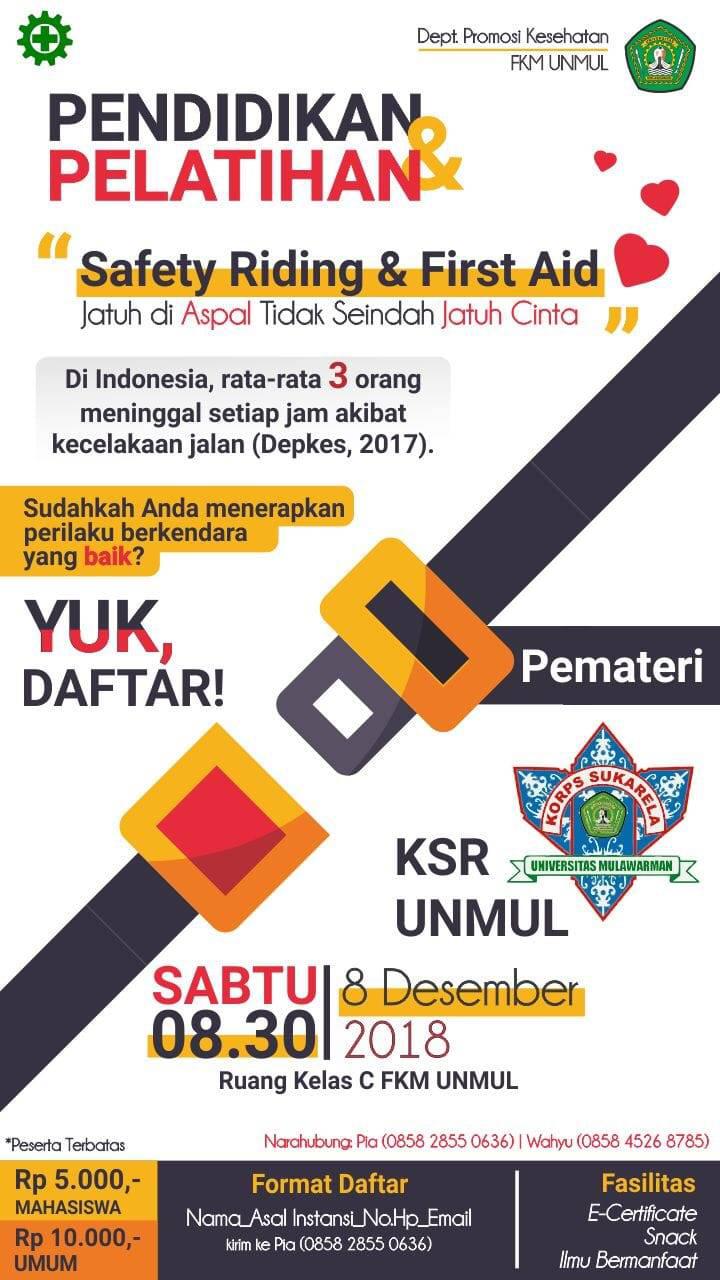 Dept. Promosi Kesehatan
FKM UNMUL
PENDIDIKAN
& PELATIHAN
“ Safety Riding & First Aid
Jatuh di Aspal Tidak Seindah Jatuh Cinta ”
Di Indonesia, rata-rata 3 orang
meninggal setiap jam akibat
kecelakaan jalan (Depkes, 2017).
Sudahkah Anda menerapkan
perilaku berkendara
yang baik?
YUK,
DAFTAR!
Pemateri
KORPS SUKARELA
UNIVERSITAS MULAWARMAN
KSR
UNMUL
SABTU
08.30
8 Desember
2018
Ruang Kelas C FKM UNMUL
*Peserta Terbatas
Narahubung: Pia (0858 2855 0636) | Wahyu (0858 4526 8785)
Rp 5.000,-
MAHASISWA
Rp 10.000,-
UMUM
Format Daftar
Nama_Asal Instansi_No.Hp_Email
kirim ke Pia (0858 2855 0636)
Fasilitas
E-Certificate
Snack
Ilmu Bermanfaat